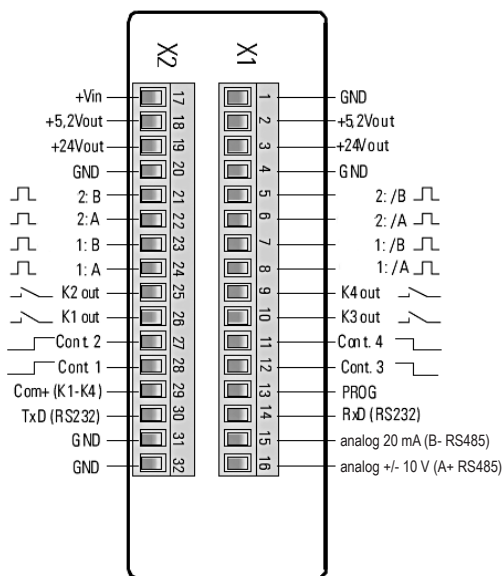 X2 X1
+Vin 17 1 GND
+5,2Vout 18 2 +5,2Vout
+24Vout 19 3 +24Vout
GND 20 4 GND
2: B 21 5 2: /B
2: A 22 6 2: /A
1: B 23 7 1: /B
1: A 24 8 1: /A
K2 out 25 9 K4 out
K1 out 26 10 K3 out
Cont. 2 27 11 Cont. 4
Cont. 1 28 12 Cont. 3
Com+ (K1-K4) 29 13 PROG
TxD (RS232) 30 14 RxD (RS232)
GND 31 15 analog 20 mA (B- RS485)
GND 32 16 analog +/- 10 V (A+ RS485)